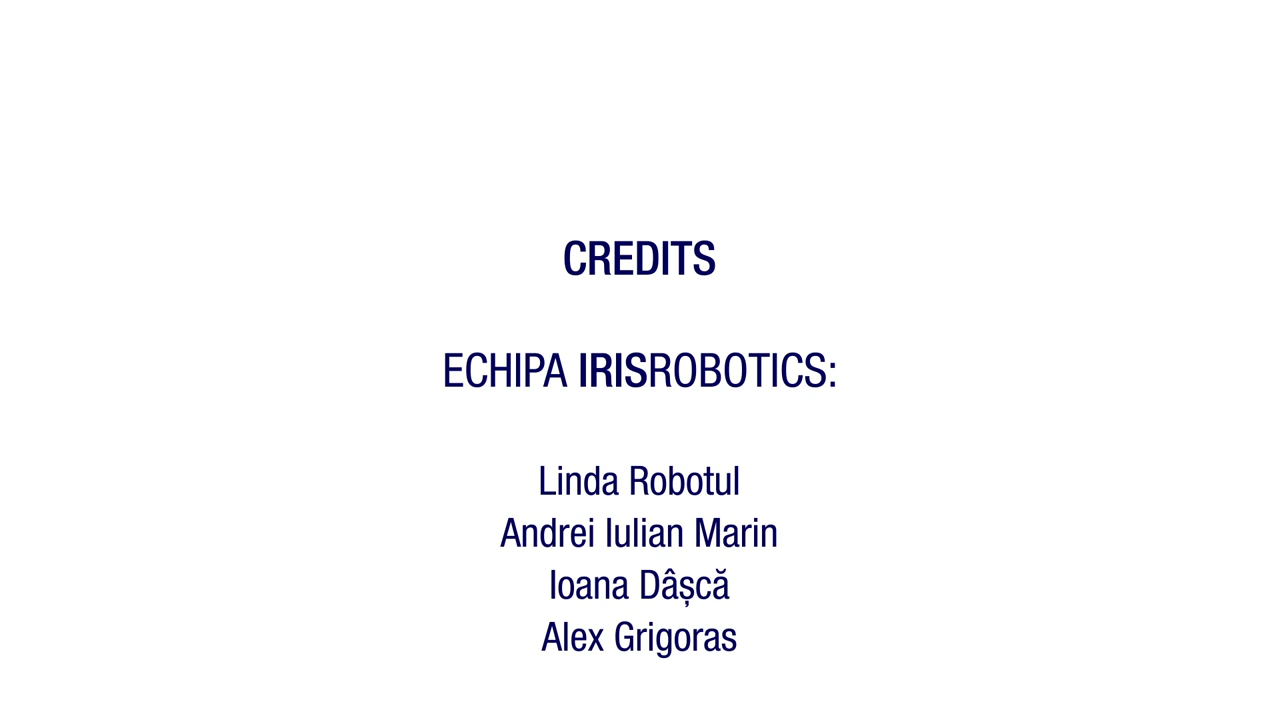 CREDITS
ECHIPA IRISROBOTICS:
Linda Robotul
Andrei Iulian Marin
Ioana Dâșcă
Alex Grigoras